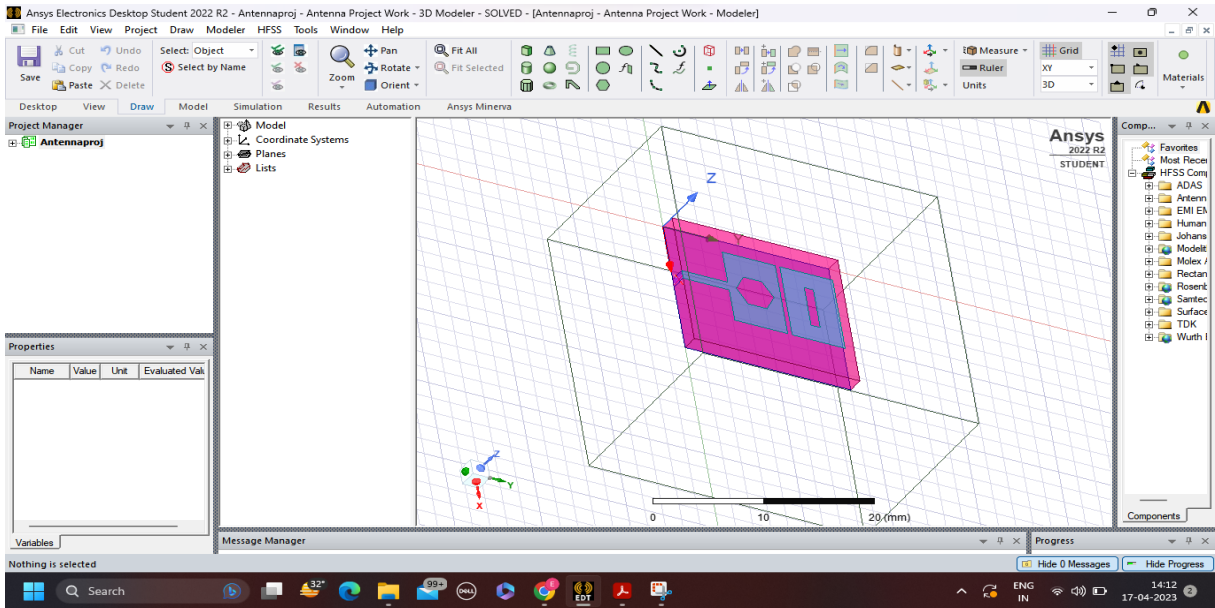 Ansys Electronics Desktop Student 2022 R2 - Antennaproj - Antenna Project Work - 3D Modeler - SOLVED - [Antennaproj - Antenna Project Work - Modeler]
File Edit View Project Draw Modeler HFSS Tools Window Help
Save
Cut Undo
Copy Redo
Paste Delete
Select: Object
Select by Name
Zoom
Pan
Rotate
Orient
Fit All
Fit Selected
Measure
Ruler
Units
Grid
XY
3D
Materials
Desktop View Draw Model Simulation Results Automation Ansys Minerva
Project Manager
Antennaproj
Model
Coordinate Systems
Planes
Lists
Ansys
2022 R2
STUDENT
Z
Y
Z
Y
X
0 10 20 (mm)
Comp...
Favorites
Most Recen
HFSS Comp
ADAS
Antenn
EMI EM
Human
Johans
Modelit
Molex /
Rectan
Rosenb
Samtec
Surface
TDK
Wurth
Components
Properties
Name Value Unit Evaluated Valu
Variables
Message Manager
Progress
Nothing is selected
Hide 0 Messages
Hide Progress
Search
32°
99+
DELL
EDT
ENG
IN
14:12
17-04-2023
2